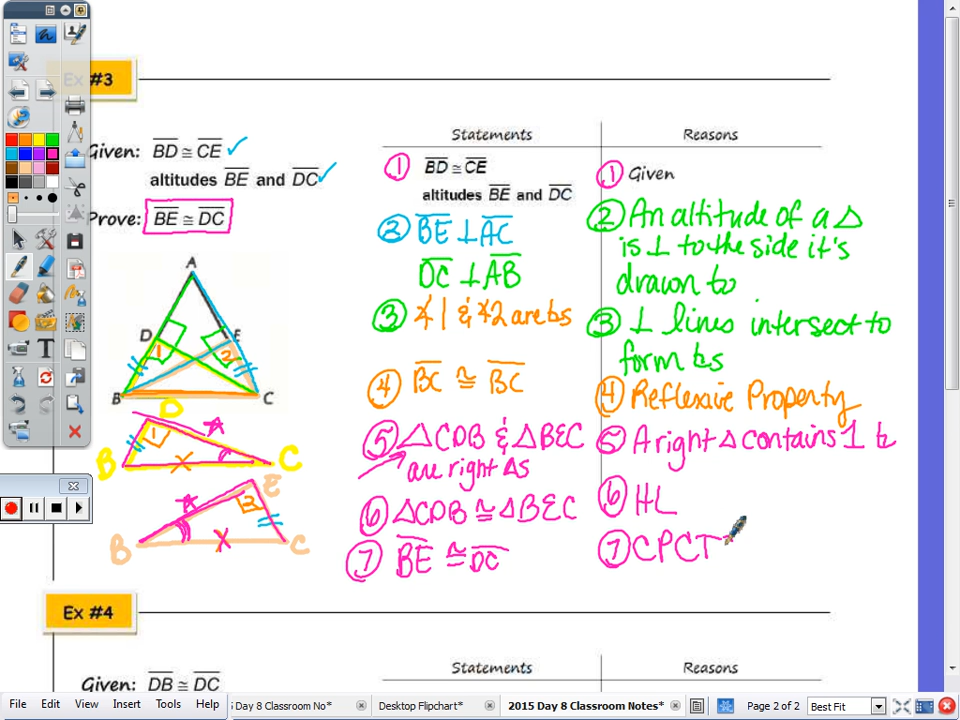 Ex #3
Given: BD ≅ CE
altitudes BE and DC
Prove: BE ≅ DC
Statements
Reasons
① BD ≅ CE
altitudes BE and DC
① Given
② BE ⊥ AC
DC ⊥ AB
② An altitude of a △
is ⊥ to the side it's
drawn to
③ ∡1 & ∡2 are ts
③ ⊥ lines intersect to
form ts
④ BC ≅ BC
④ Reflexive Property
⑤ △CDB & △BEC
are right △s
⑤ A right △ contains 1 t
⑥ △CDB ≅ △BEC
⑥ HL
⑦ BE ≅ DC
⑦ CPCT
A
D
E
1
2
B
C
D
1
B
X
C
E
2
B
X
C
Ex #4
Given: DB ≅ DC
Statements
Reasons
File Edit View Insert Tools Help
5 Day 8 Classroom No*
Desktop Flipchart*
2015 Day 8 Classroom Notes*
Page 2 of 2
Best Fit